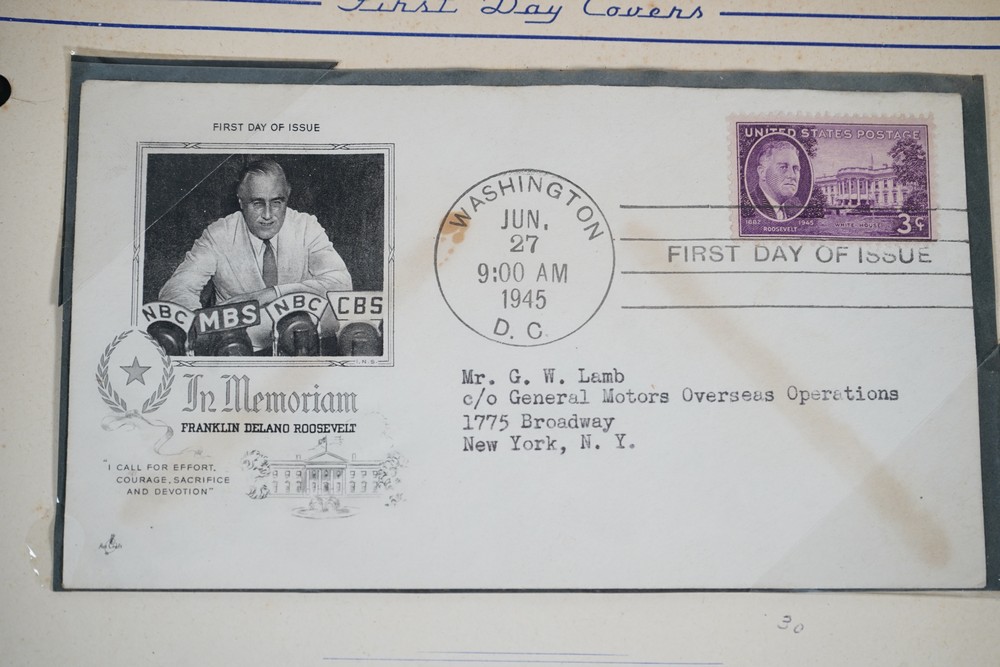 First Day Covers
FIRST DAY OF ISSUE
NBC
MBS
NBC
CBS
I.N.S.
In Memoriam
FRANKLIN DELANO ROOSEVELT
"I CALL FOR EFFORT,
COURAGE, SACRIFICE
AND DEVOTION"
Art Craft
WASHINGTON
JUN.
27
9:00 AM
1945
D. C.
UNITED STATES POSTAGE
1882 1945
ROOSEVELT
WHITE HOUSE
3¢
FIRST DAY OF ISSUE
Mr. G. W. Lamb
c/o General Motors Overseas Operations
1775 Broadway
New York, N. Y.
30